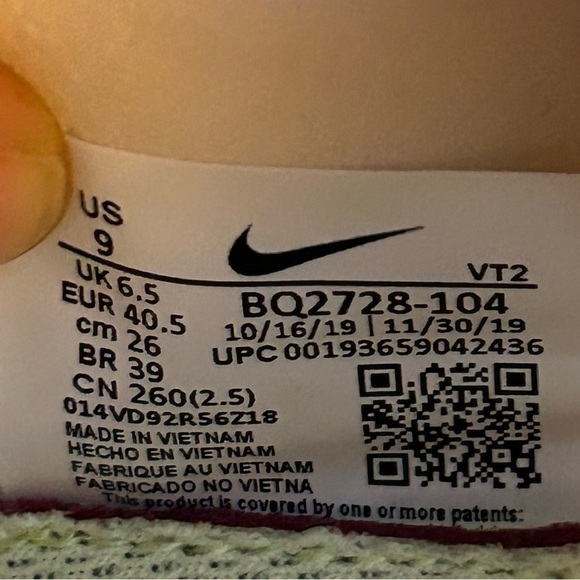 US
9
UK 6.5
EUR 40.5
cm 26
BR 39
CN 260(2.5)
VT2
BQ2728-104
10/16/19 | 11/30/19
UPC 00193659042436
014VD92R56Z18
MADE IN VIETNAM
HECHO EN VIETNAM
FABRIQUE AU VIETNAM
FABRICADO NO VIETNA
This product is covered by one or more patents: